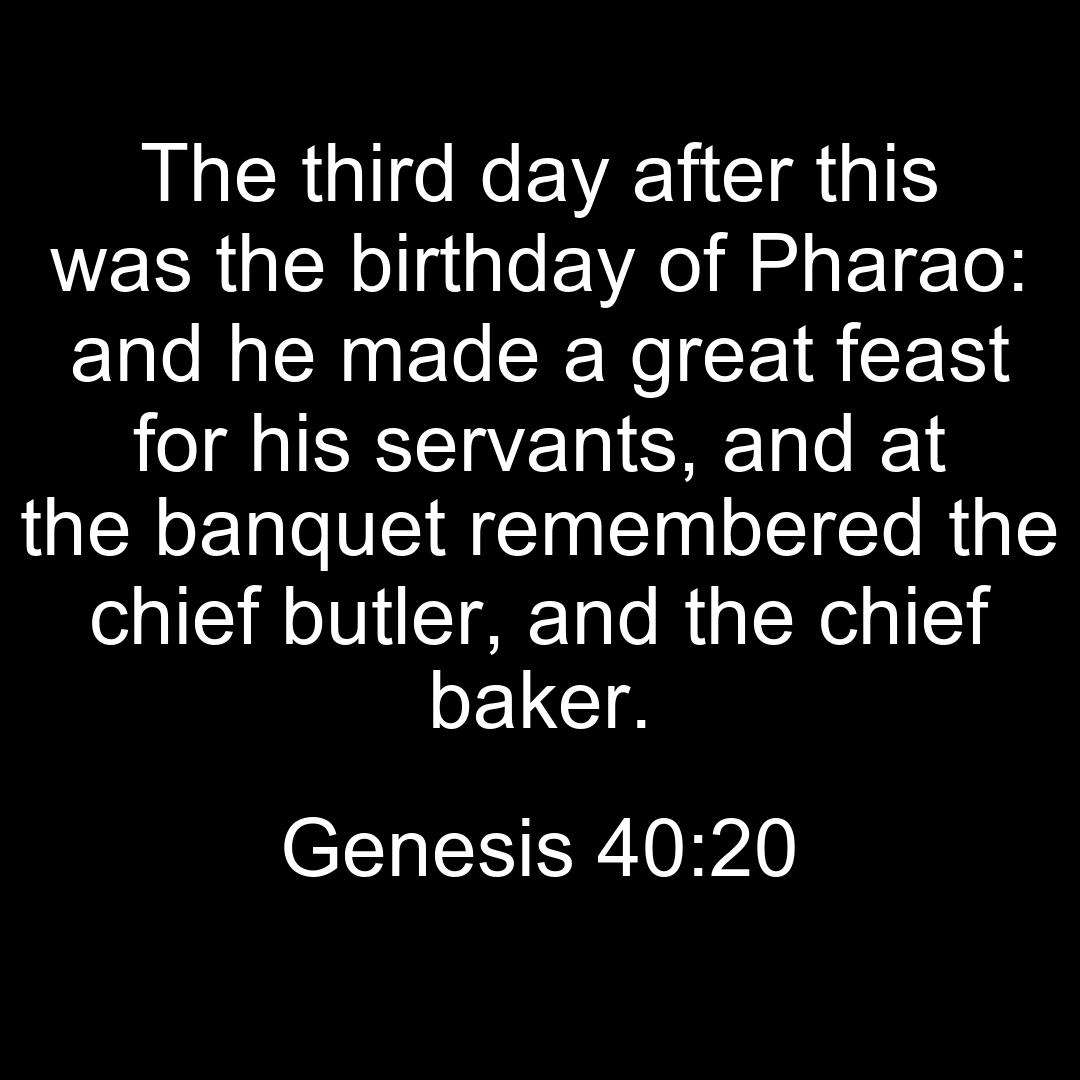 The third day after this
was the birthday of Pharao:
and he made a great feast
for his servants, and at
the banquet remembered the
chief butler, and the chief
baker.
Genesis 40:20